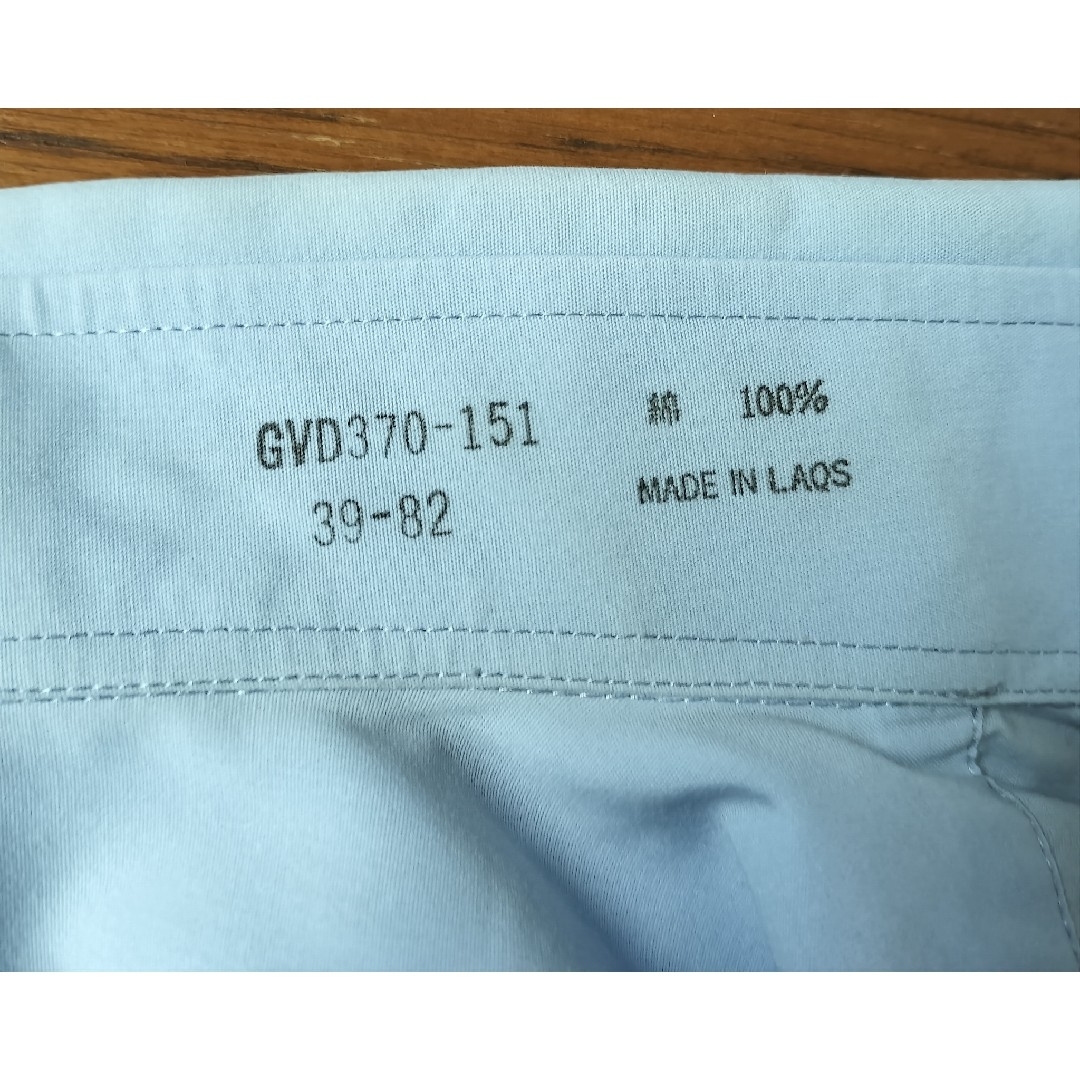 GVD370-151
39-82
綿 100%
MADE IN LAOS